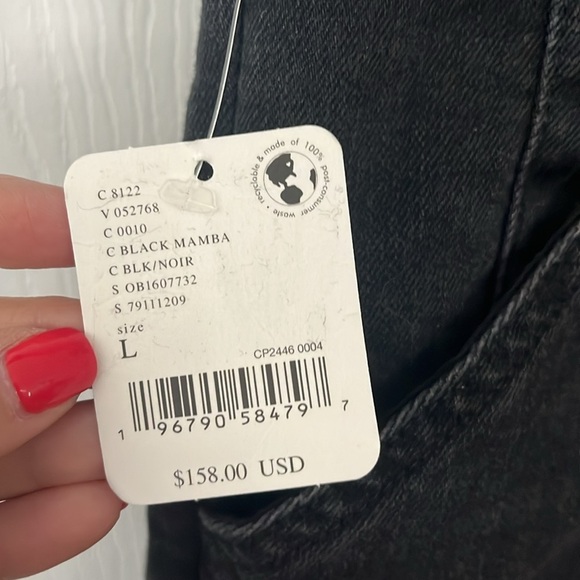 recyclable & made of 100% post-consumer waste •
C 8122
V 052768
C 0010
C BLACK MAMBA
C BLK/NOIR
S OB1607732
S 79111209
size
L
CP2446 0004
1 96790 58479 7
$158.00 USD